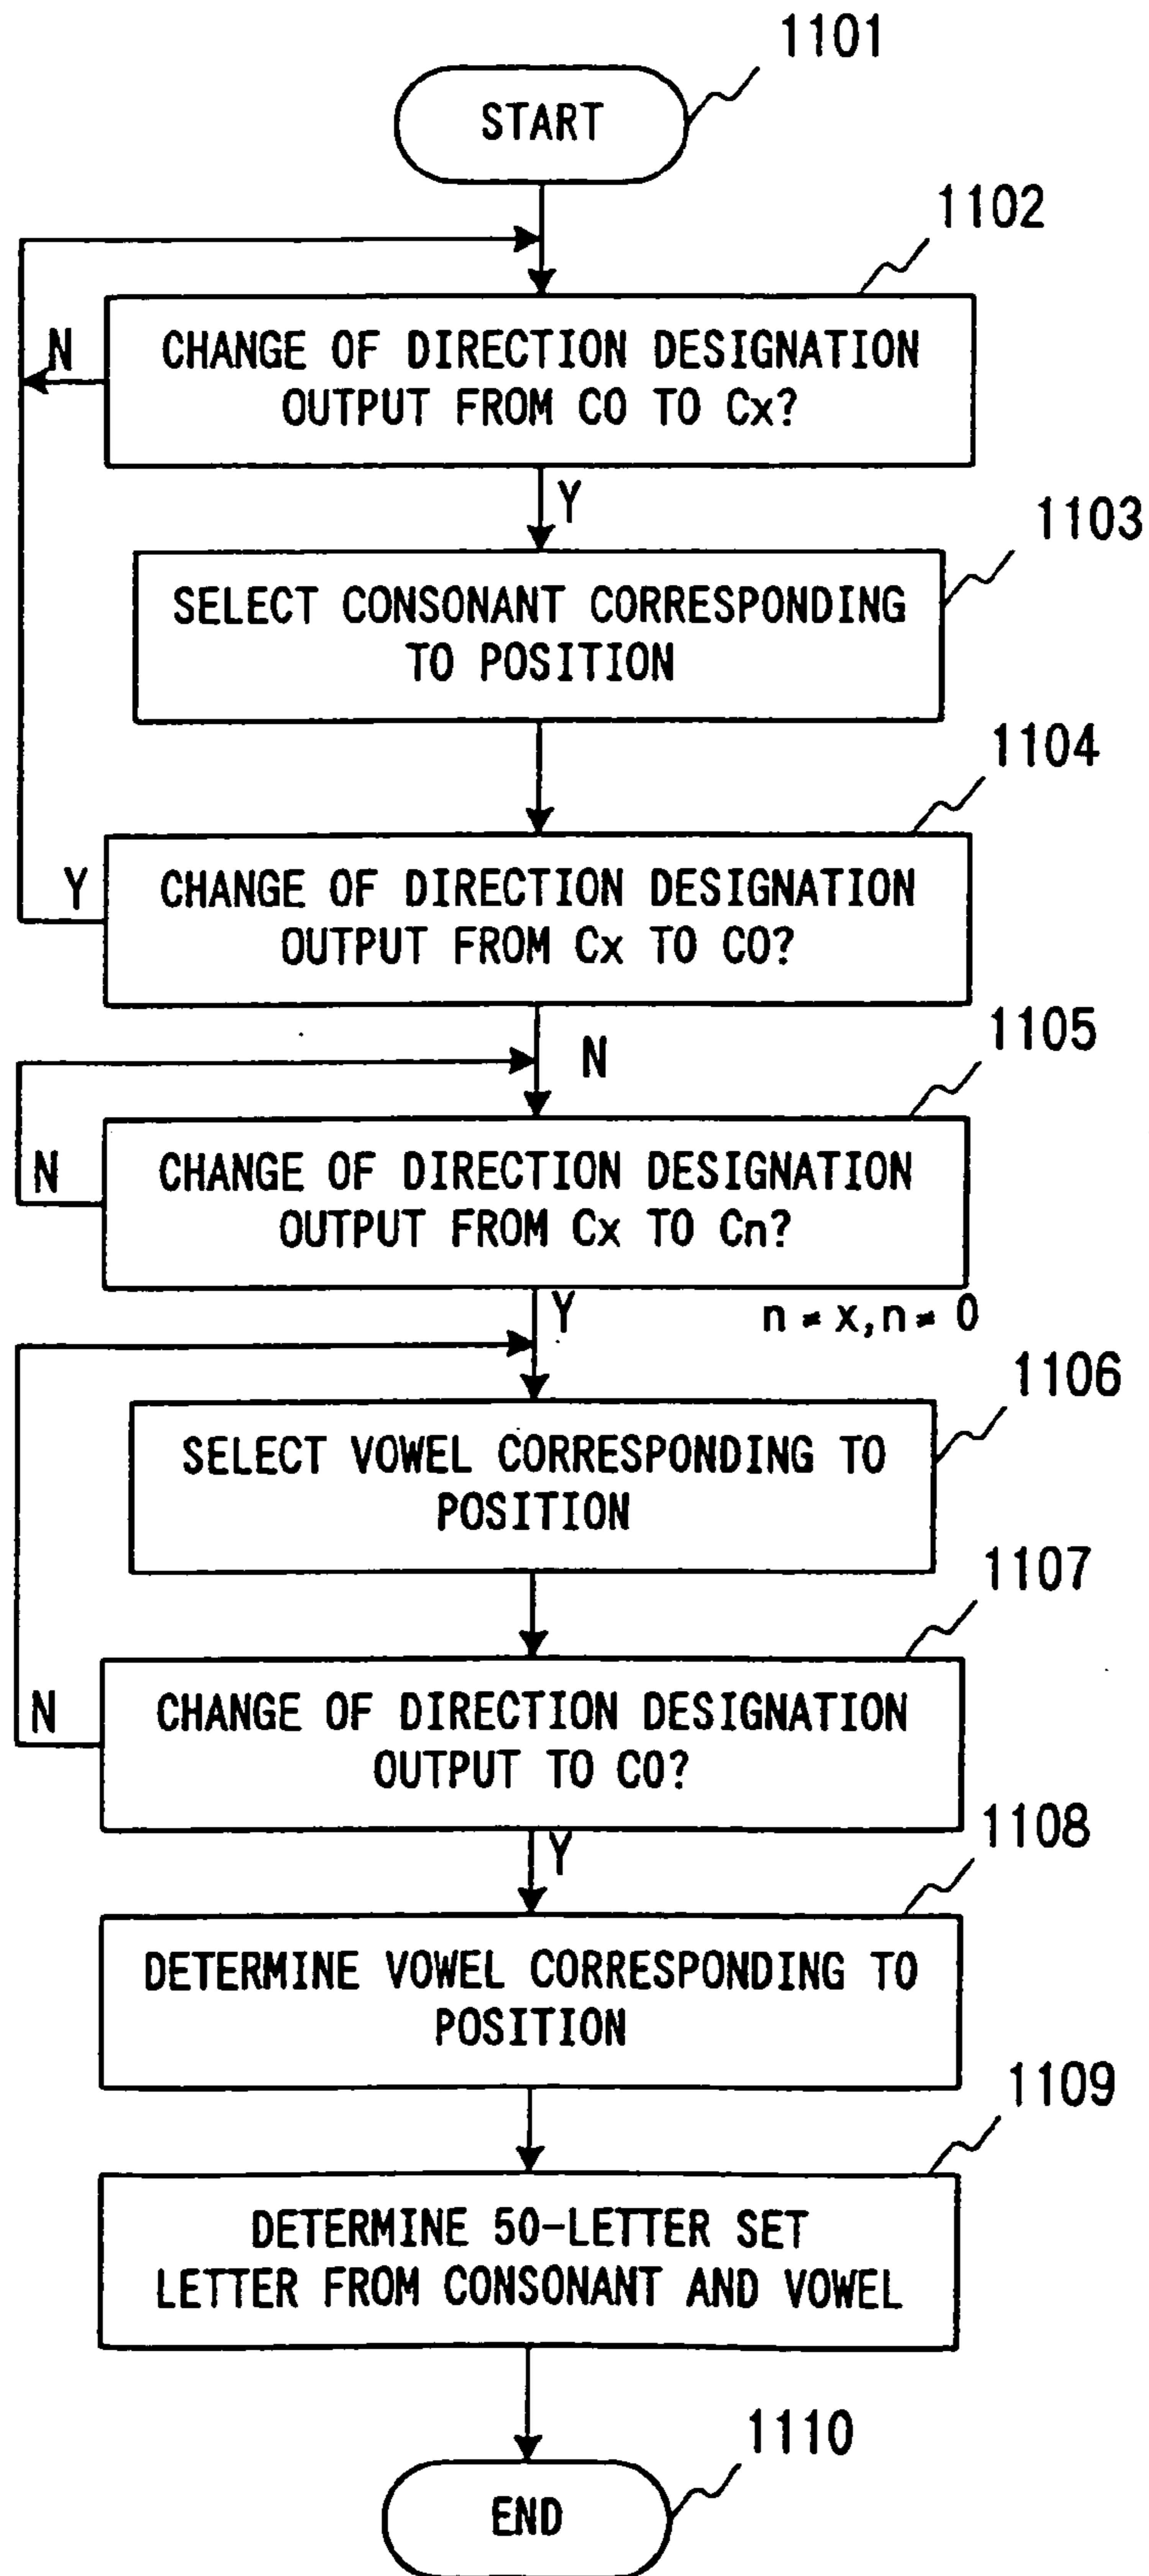 1101
START
1102
N
CHANGE OF DIRECTION DESIGNATION
OUTPUT FROM C0 TO Cx?
Y
1103
SELECT CONSONANT CORRESPONDING
TO POSITION
1104
Y
CHANGE OF DIRECTION DESIGNATION
OUTPUT FROM Cx TO C0?
1105
N
N
CHANGE OF DIRECTION DESIGNATION
OUTPUT FROM Cx TO Cn?
Y
n ≠ x, n ≠ 0
1106
SELECT VOWEL CORRESPONDING TO
POSITION
1107
N
CHANGE OF DIRECTION DESIGNATION
OUTPUT TO C0?
1108
Y
DETERMINE VOWEL CORRESPONDING TO
POSITION
1109
DETERMINE 50-LETTER SET
LETTER FROM CONSONANT AND VOWEL
1110
END